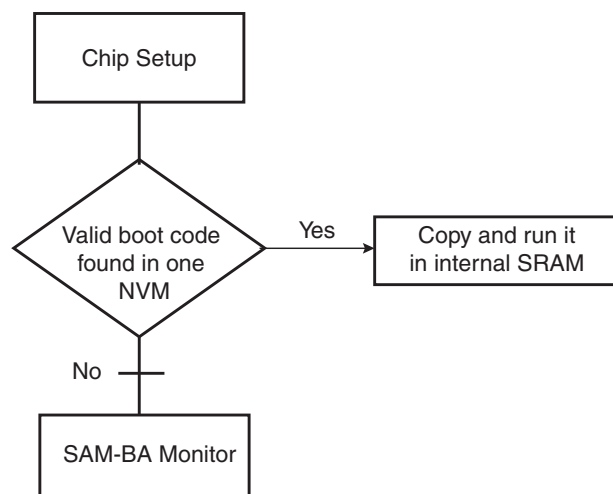 Chip Setup
Valid boot code
found in one
NVM
Yes
Copy and run it
in internal SRAM
No
SAM-BA Monitor